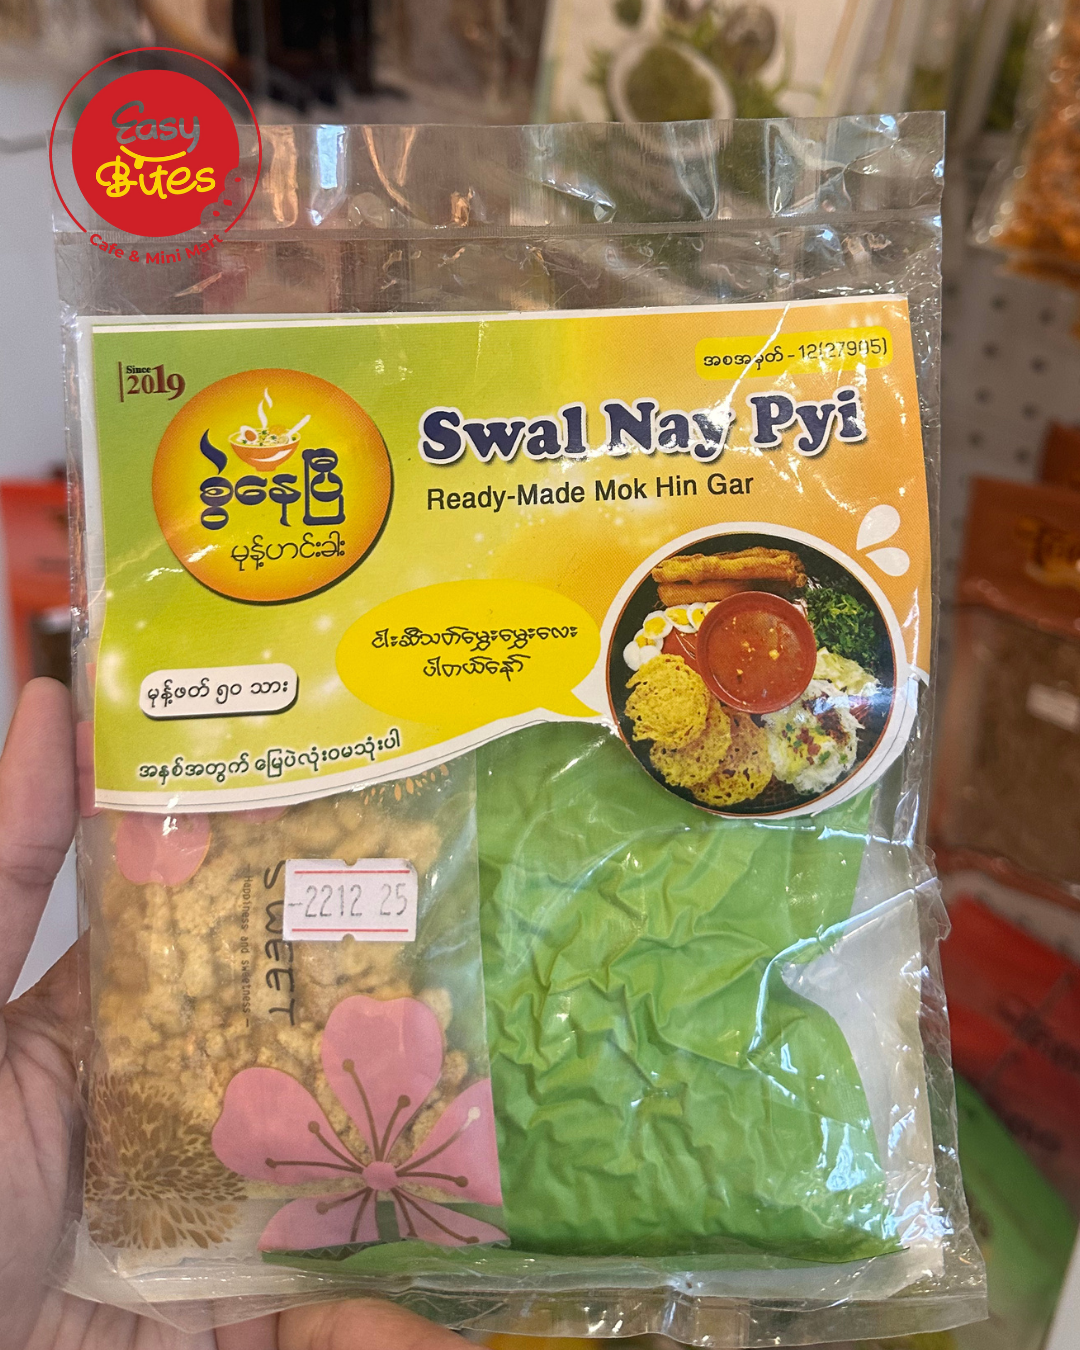 Easy
Bites
Cafe & Mini Mart
Since
2019
အစအမှတ် - 12(27905)
Swal Nay Pyi
Ready-Made Mok Hin Gar
စွဲနေပြီ
မုန့်ဟင်းခါး
ငါးဆီသတ်မွှေးမွှေးလေး
ပါတယ်နော်
မုန့်ဖတ် ၅၀ သား
အနှစ်အတွက် မြေပဲလုံးဝမသုံးပါ
-2212 25
SWEET
— Happiness and sweetness —